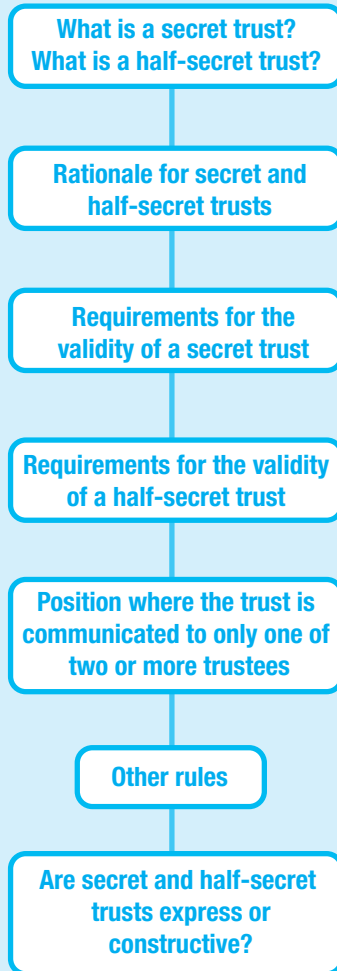 What is a secret trust?
What is a half-secret trust?
Rationale for secret and
half-secret trusts
Requirements for the
validity of a secret trust
Requirements for the validity
of a half-secret trust
Position where the trust is
communicated to only one of
two or more trustees
Other rules
Are secret and half-secret
trusts express or
constructive?